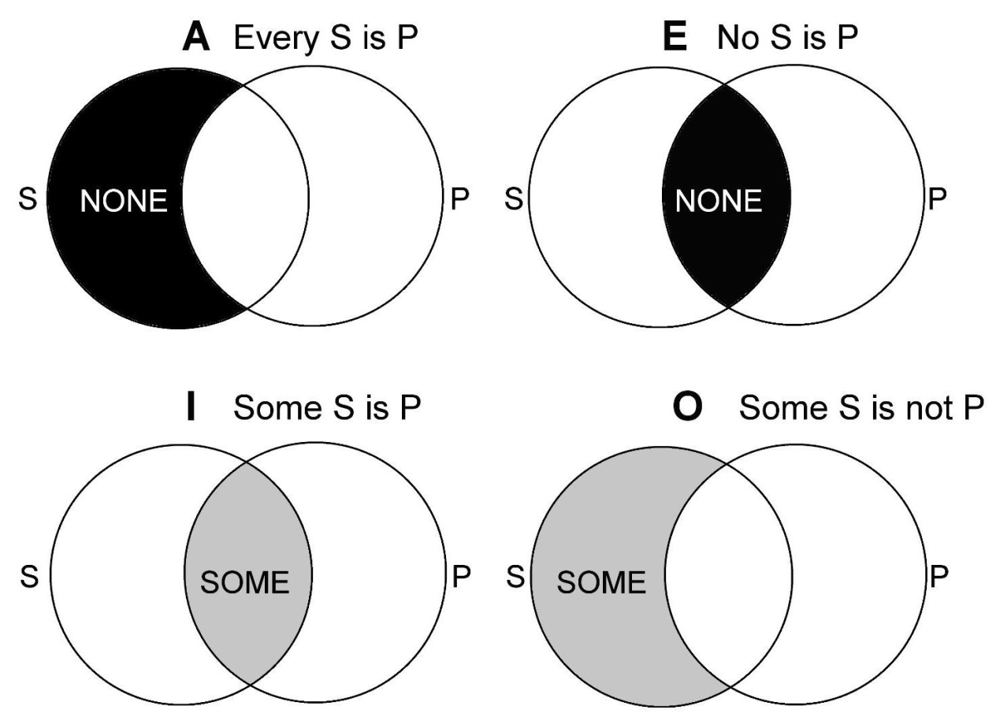 A Every S is P
S NONE P
E No S is P
S NONE P
I Some S is P
S SOME P
O Some S is not P
S SOME P